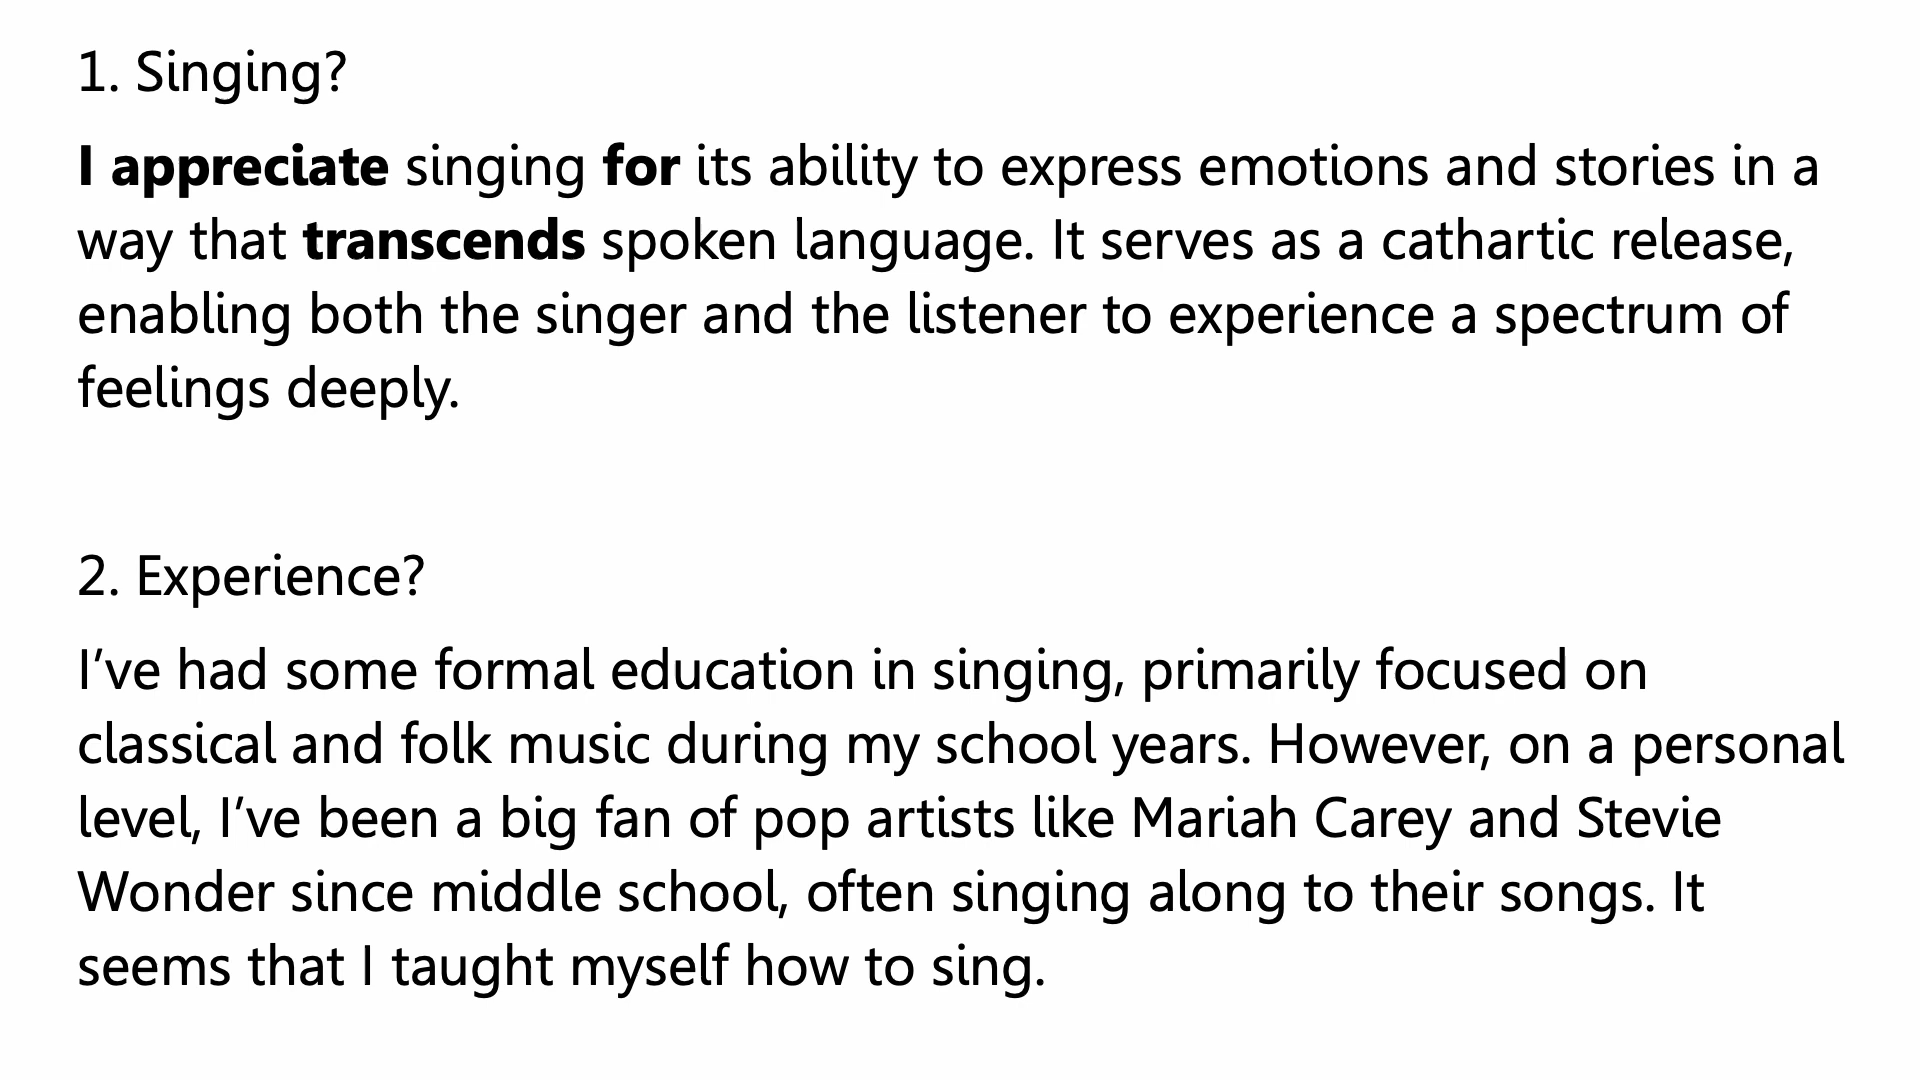 1. Singing?
I appreciate singing for its ability to express emotions and stories in a
way that transcends spoken language. It serves as a cathartic release,
enabling both the singer and the listener to experience a spectrum of
feelings deeply.
2. Experience?
I’ve had some formal education in singing, primarily focused on
classical and folk music during my school years. However, on a personal
level, I’ve been a big fan of pop artists like Mariah Carey and Stevie
Wonder since middle school, often singing along to their songs. It
seems that I taught myself how to sing.